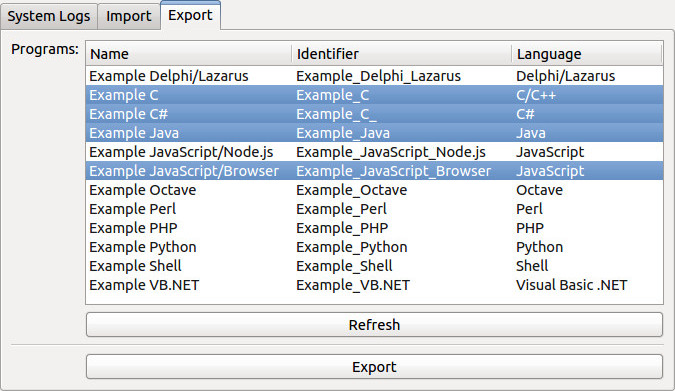 System Logs Import Export
Programs: Name Identifier Language
Example Delphi/Lazarus Example_Delphi_Lazarus Delphi/Lazarus
Example C Example_C C/C++
Example C# Example_C_ C#
Example Java Example_Java Java
Example JavaScript/Node.js Example_JavaScript_Node.js JavaScript
Example JavaScript/Browser Example_JavaScript_Browser JavaScript
Example Octave Example_Octave Octave
Example Perl Example_Perl Perl
Example PHP Example_PHP PHP
Example Python Example_Python Python
Example Shell Example_Shell Shell
Example VB.NET Example_VB.NET Visual Basic .NET
Refresh
Export